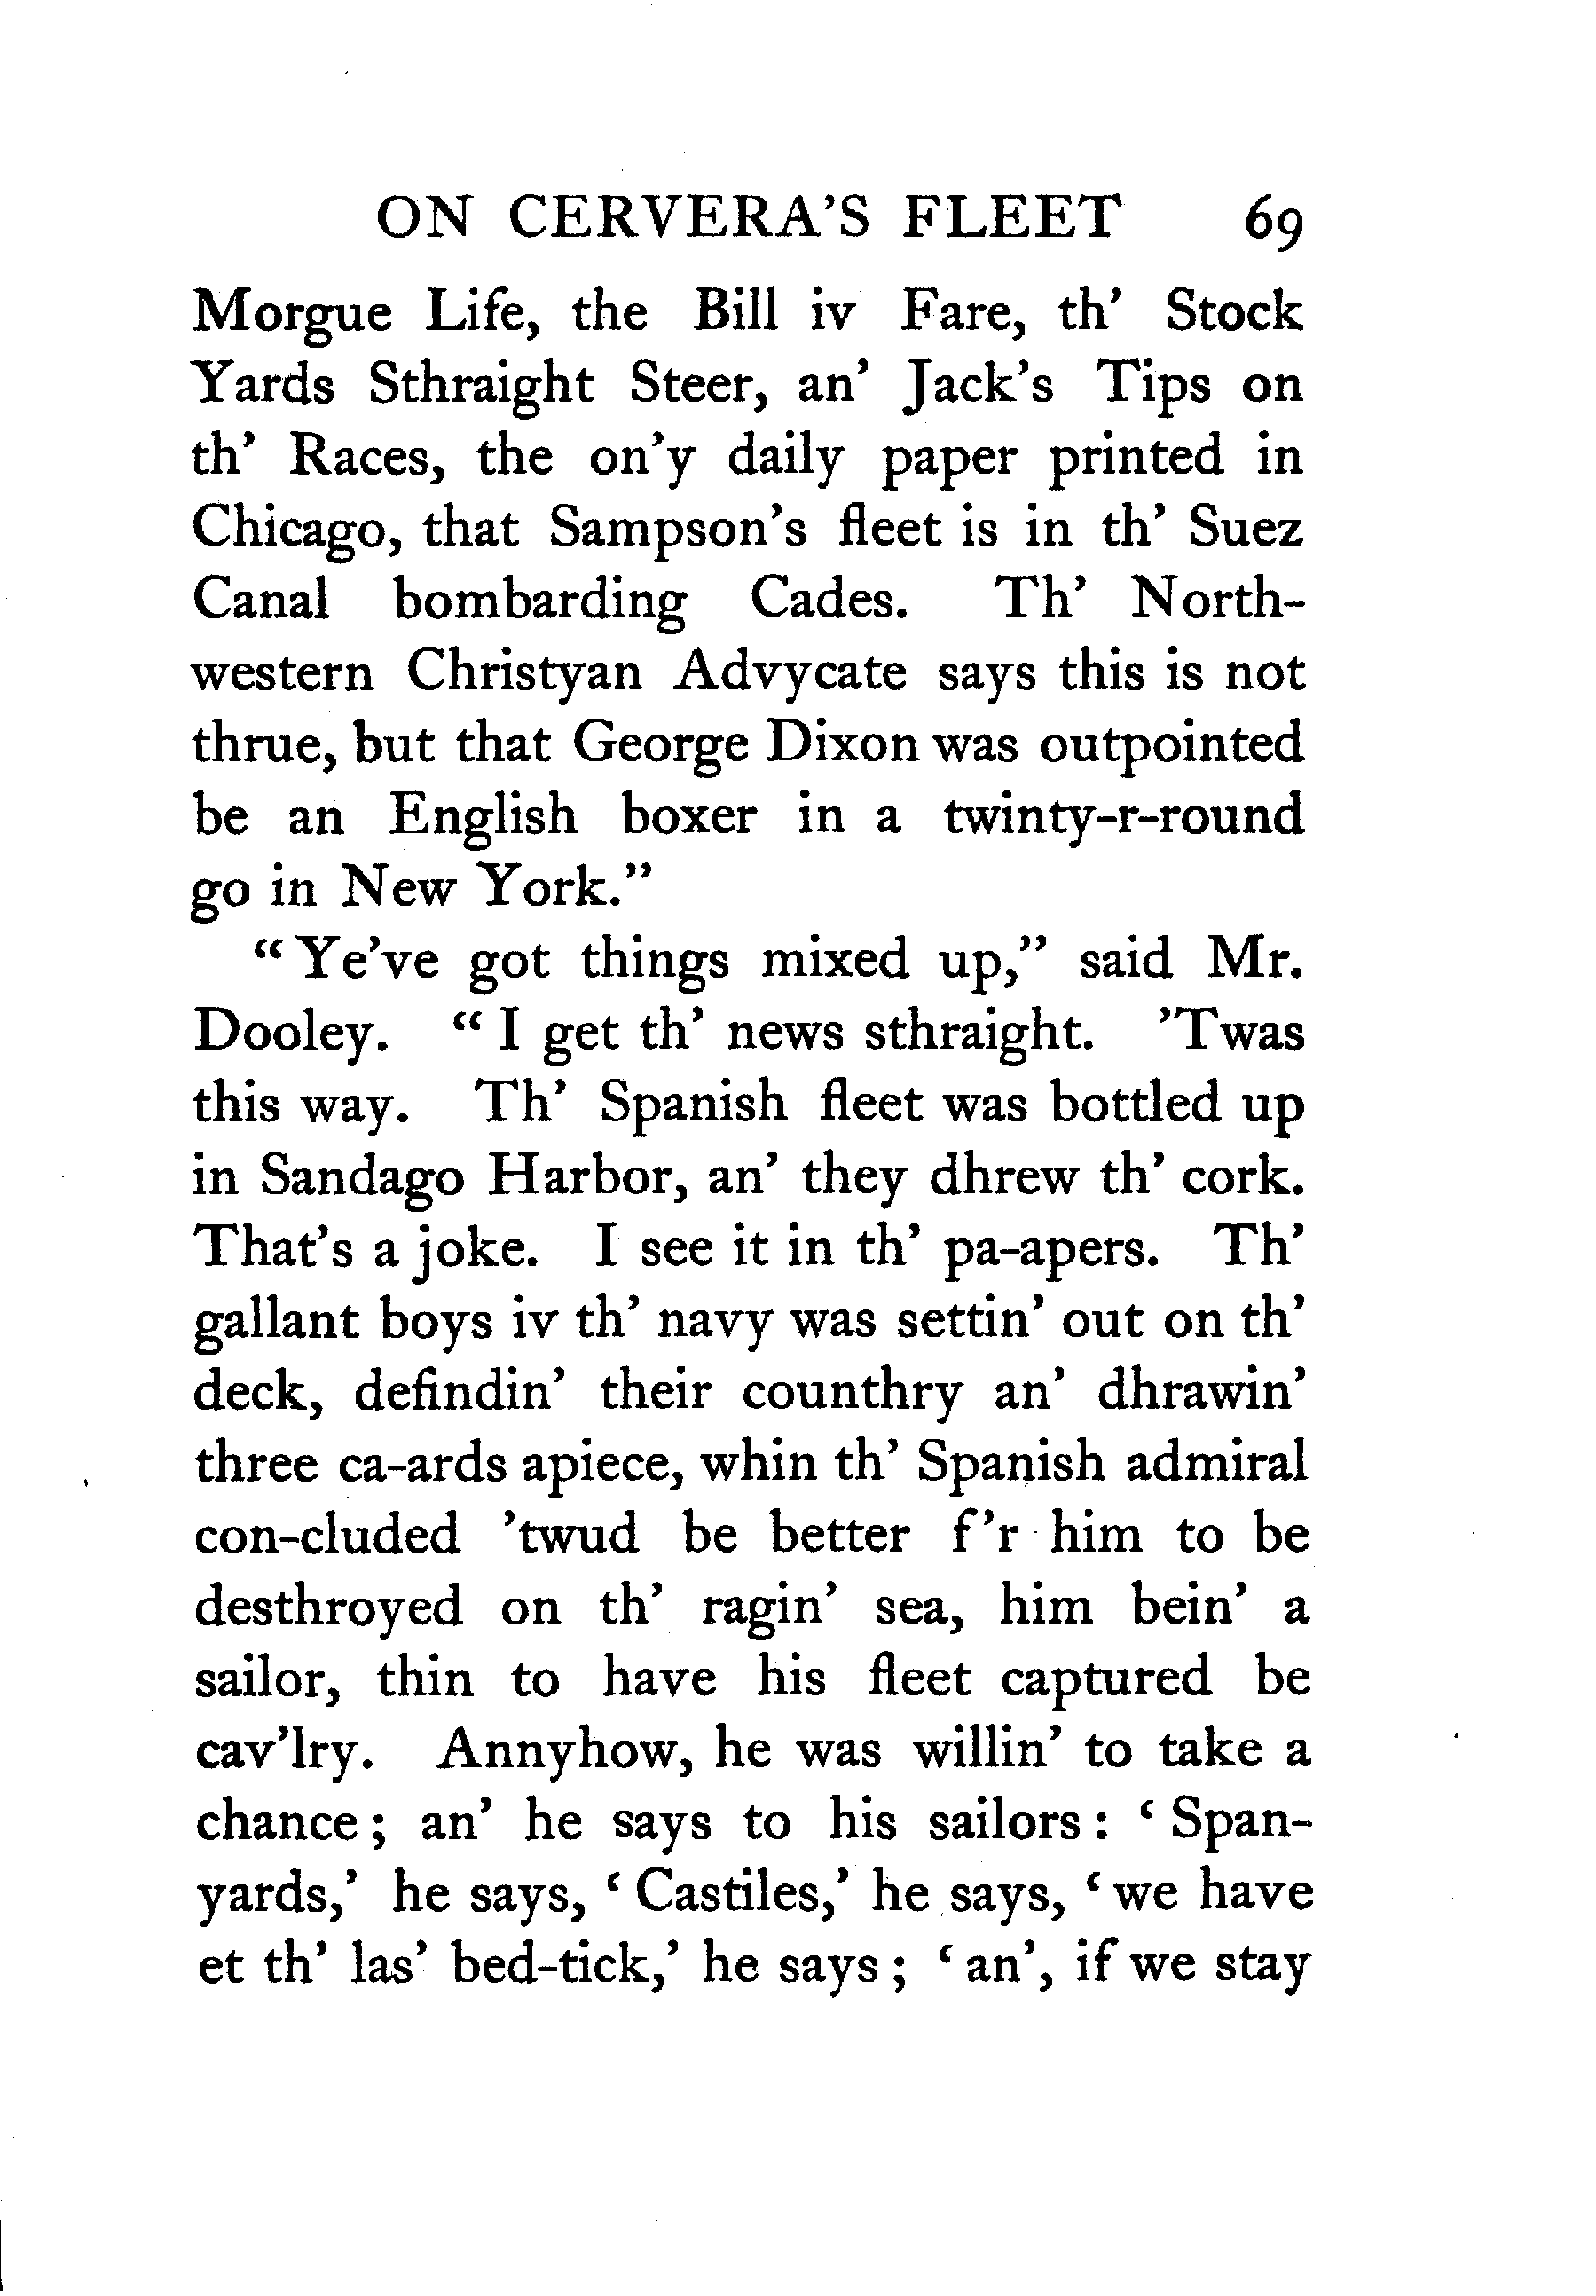 ON CERVERA'S FLEET 69
Morgue Life, the Bill iv Fare, th' Stock
Yards Sthraight Steer, an' Jack's Tips on
th' Races, the on'y daily paper printed in
Chicago, that Sampson's fleet is in th' Suez
Canal bombarding Cades. Th' North-
western Christyan Advycate says this is not
thrue, but that George Dixon was outpointed
be an English boxer in a twinty-r-round
go in New York."
"Ye've got things mixed up," said Mr.
Dooley. "I get th' news sthraight. 'Twas
this way. Th' Spanish fleet was bottled up
in Sandago Harbor, an' they dhrew th' cork.
That's a joke. I see it in th' pa-apers. Th'
gallant boys iv th' navy was settin' out on th'
deck, defindin' their counthry an' dhrawin'
three ca-ards apiece, whin th' Spanish admiral
con-cluded 'twud be better f'r him to be
desthroyed on th' ragin' sea, him bein' a
sailor, thin to have his fleet captured be
cav'lry. Annyhow, he was willin' to take a
chance; an' he says to his sailors: 'Span-
yards,' he says, 'Castiles,' he says, 'we have
et th' las' bed-tick,' he says; 'an', if we stay